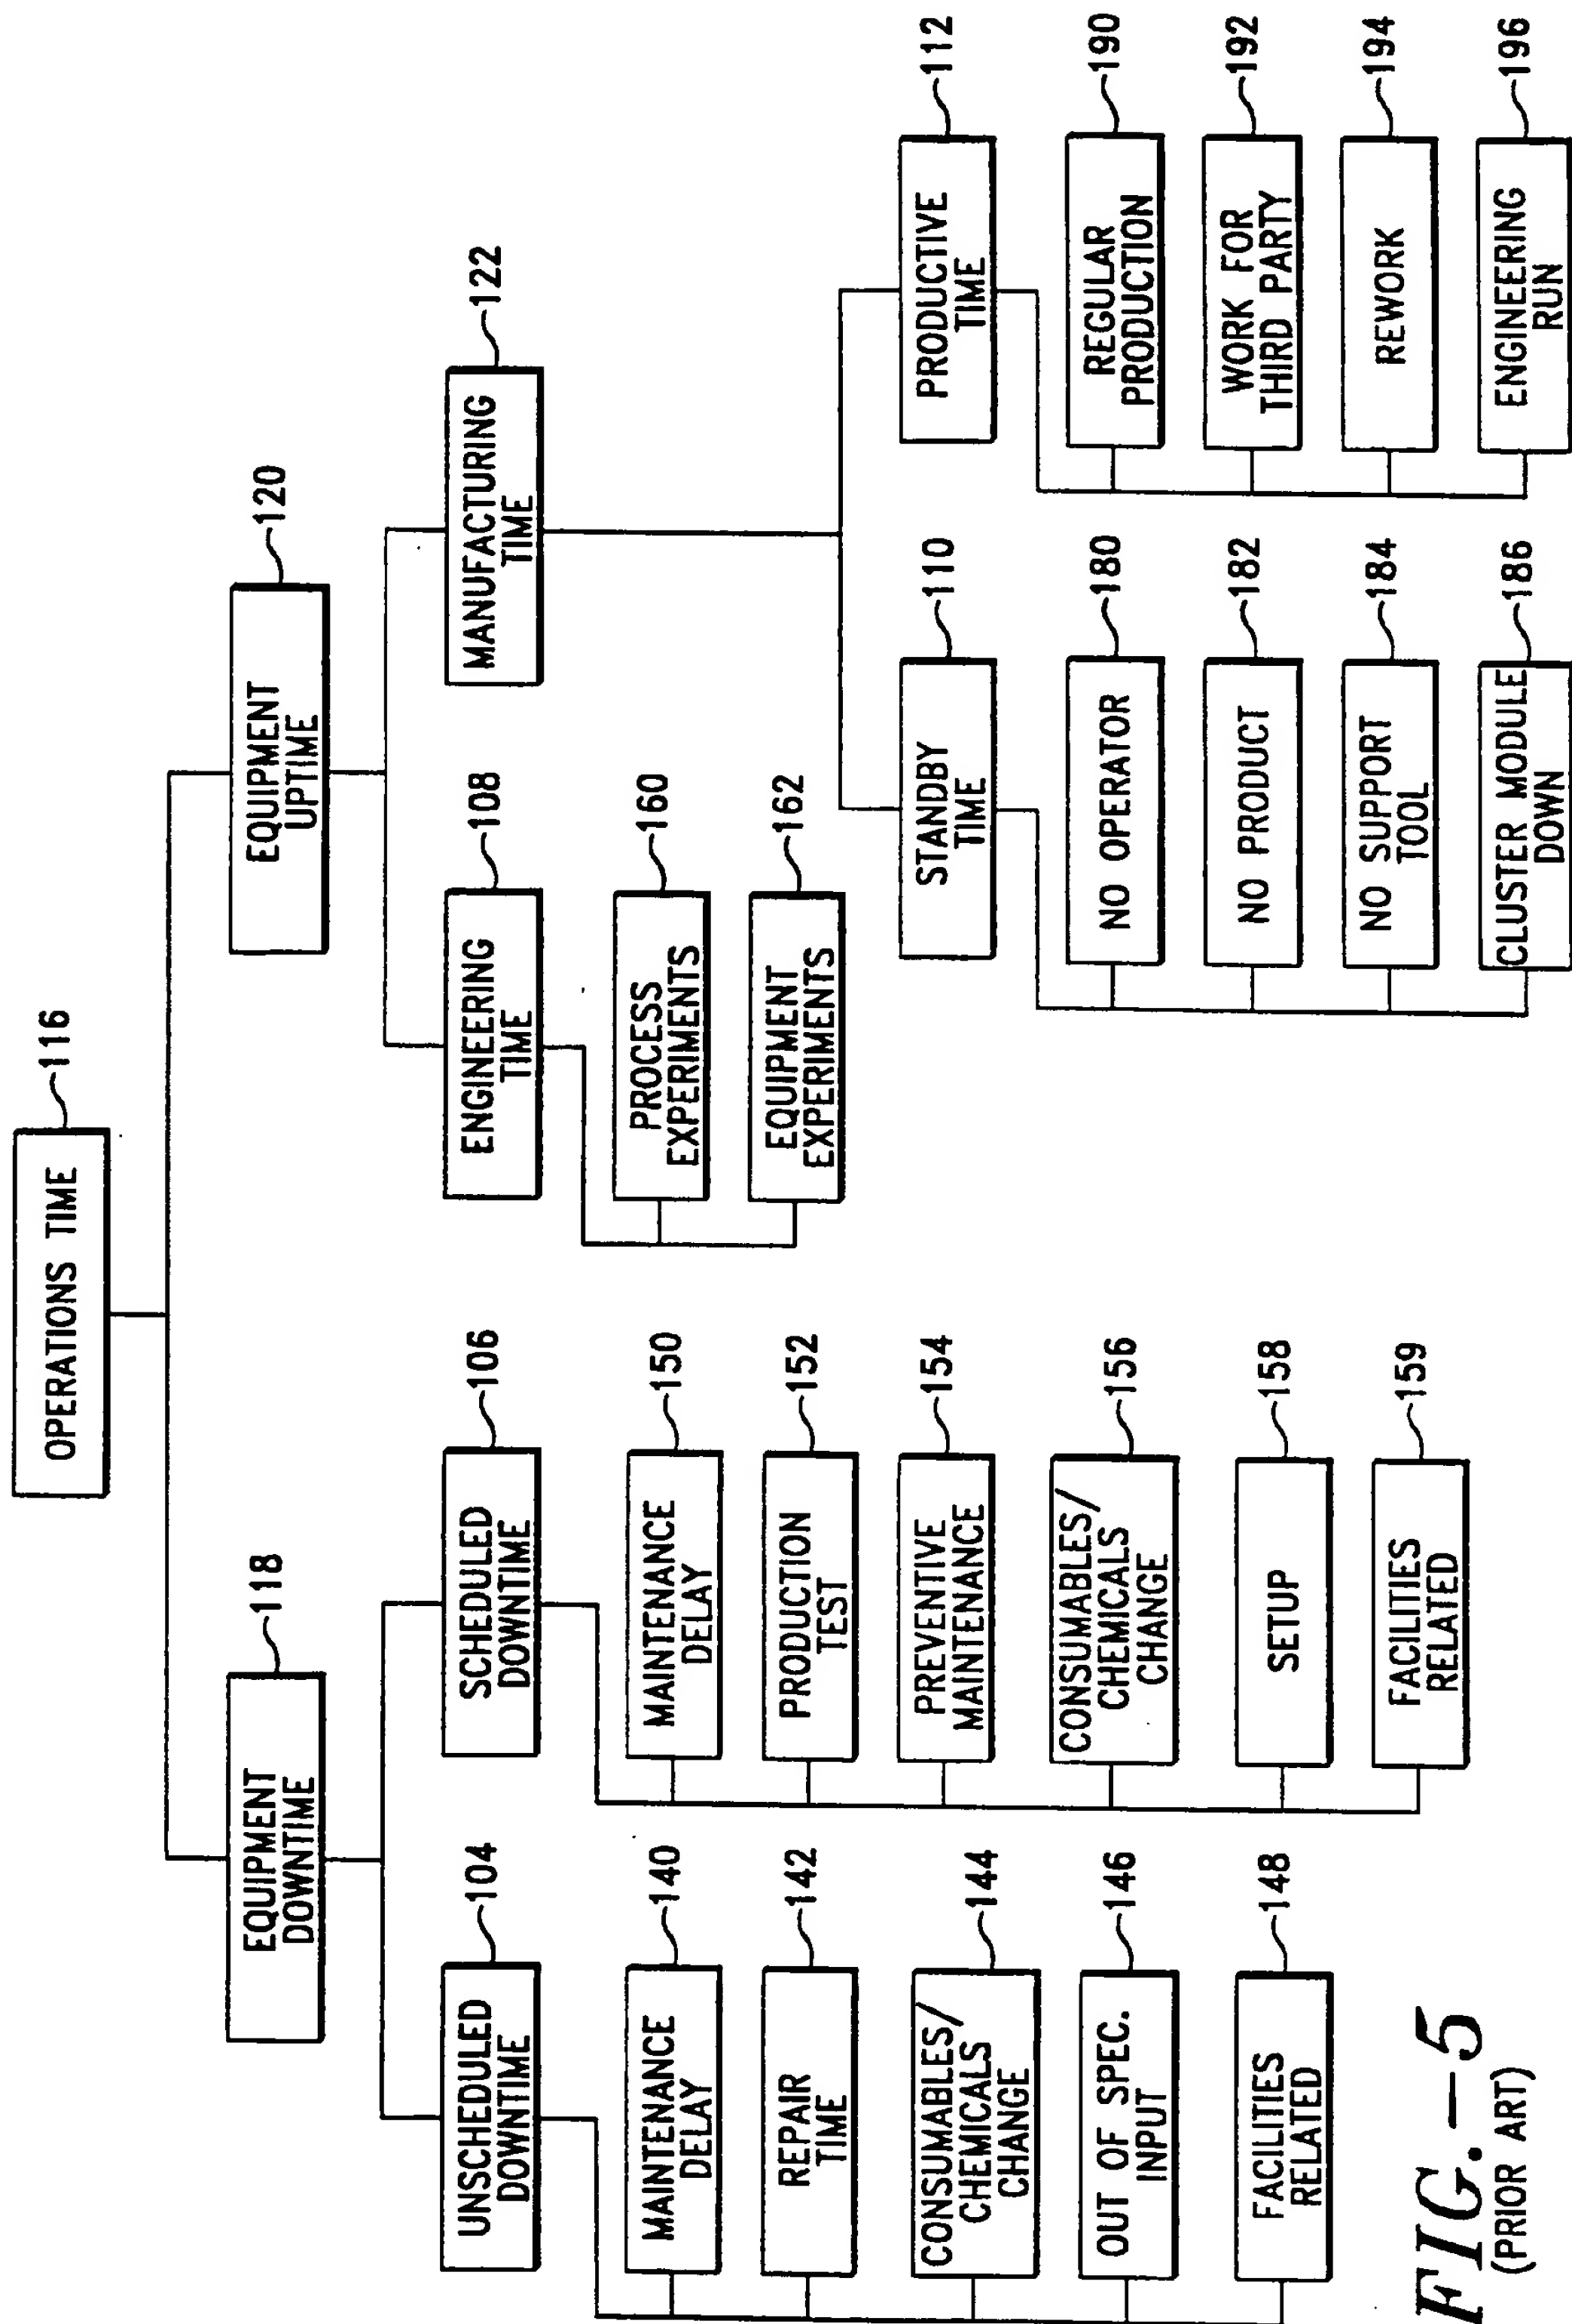 OPERATIONS TIME
116
EQUIPMENT
DOWNTIME
118
EQUIPMENT
UPTIME
120
UNSCHEDULED
DOWNTIME
104
MAINTENANCE
DELAY
140
REPAIR
TIME
142
CONSUMABLES/
CHEMICALS
CHANGE
144
OUT OF SPEC.
INPUT
146
FACILITIES
RELATED
148
SCHEDULED
DOWNTIME
106
MAINTENANCE
DELAY
150
PRODUCTION
TEST
152
PREVENTIVE
MAINTENANCE
154
CONSUMABLES/
CHEMICALS
CHANGE
156
SETUP
158
FACILITIES
RELATED
159
ENGINEERING
TIME
108
PROCESS
EXPERIMENTS
160
EQUIPMENT
EXPERIMENTS
162
MANUFACTURING
TIME
122
STANDBY
TIME
110
NO OPERATOR
180
NO PRODUCT
182
NO SUPPORT
TOOL
184
CLUSTER MODULE
DOWN
186
PRODUCTIVE
TIME
112
REGULAR
PRODUCTION
190
WORK FOR
THIRD PARTY
192
REWORK
194
ENGINEERING
RUN
196
FIG.-5
(PRIOR ART)